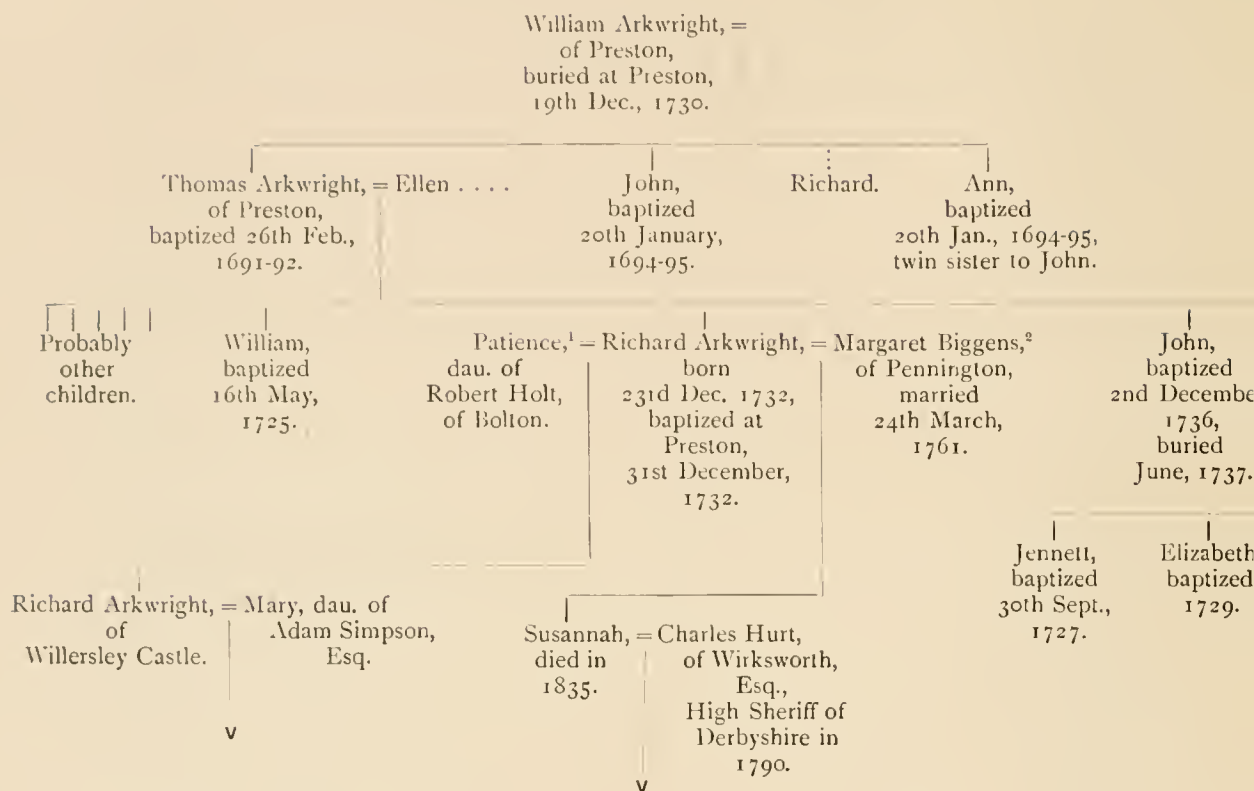 William Arkwright, =
of Preston,
buried at Preston,
19th Dec., 1730.
Thomas Arkwright, = Ellen . . . .
of Preston,
baptized 26th Feb.,
1691-92.
John,
baptized
20th January,
1694-95.
Richard.
Ann,
baptized
20th Jan., 1694-95,
twin sister to John.
Probably
other
children.
William,
baptized
16th May,
1725.
Patience,¹ = Richard Arkwright, = Margaret Biggens,²
dau. of
Robert Holt,
of Bolton.
born
23rd Dec. 1732,
baptized at
Preston,
31st December,
1732.
of Pennington,
married
24th March,
1761.
John,
baptized
2nd Decembe
1736,
buried
June, 1737.
Jennett,
baptized
30th Sept.,
1727.
Elizabeth
baptized
1729.
Richard Arkwright, = Mary, dau. of
of
Willersley Castle.
Adam Simpson,
Esq.
Susannah, = Charles Hurt,
died in
1835.
of Wirksworth,
Esq.,
High Sheriff of
Derbyshire in
1790.